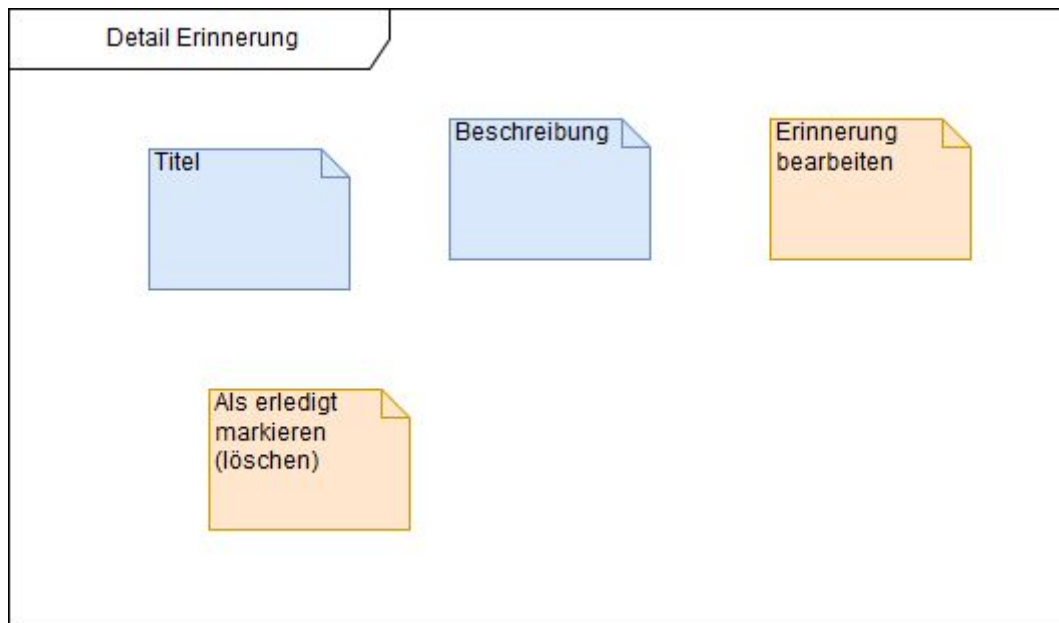 Detail Erinnerung
Titel
Beschreibung
Erinnerung
bearbeiten
Als erledigt
markieren
(löschen)